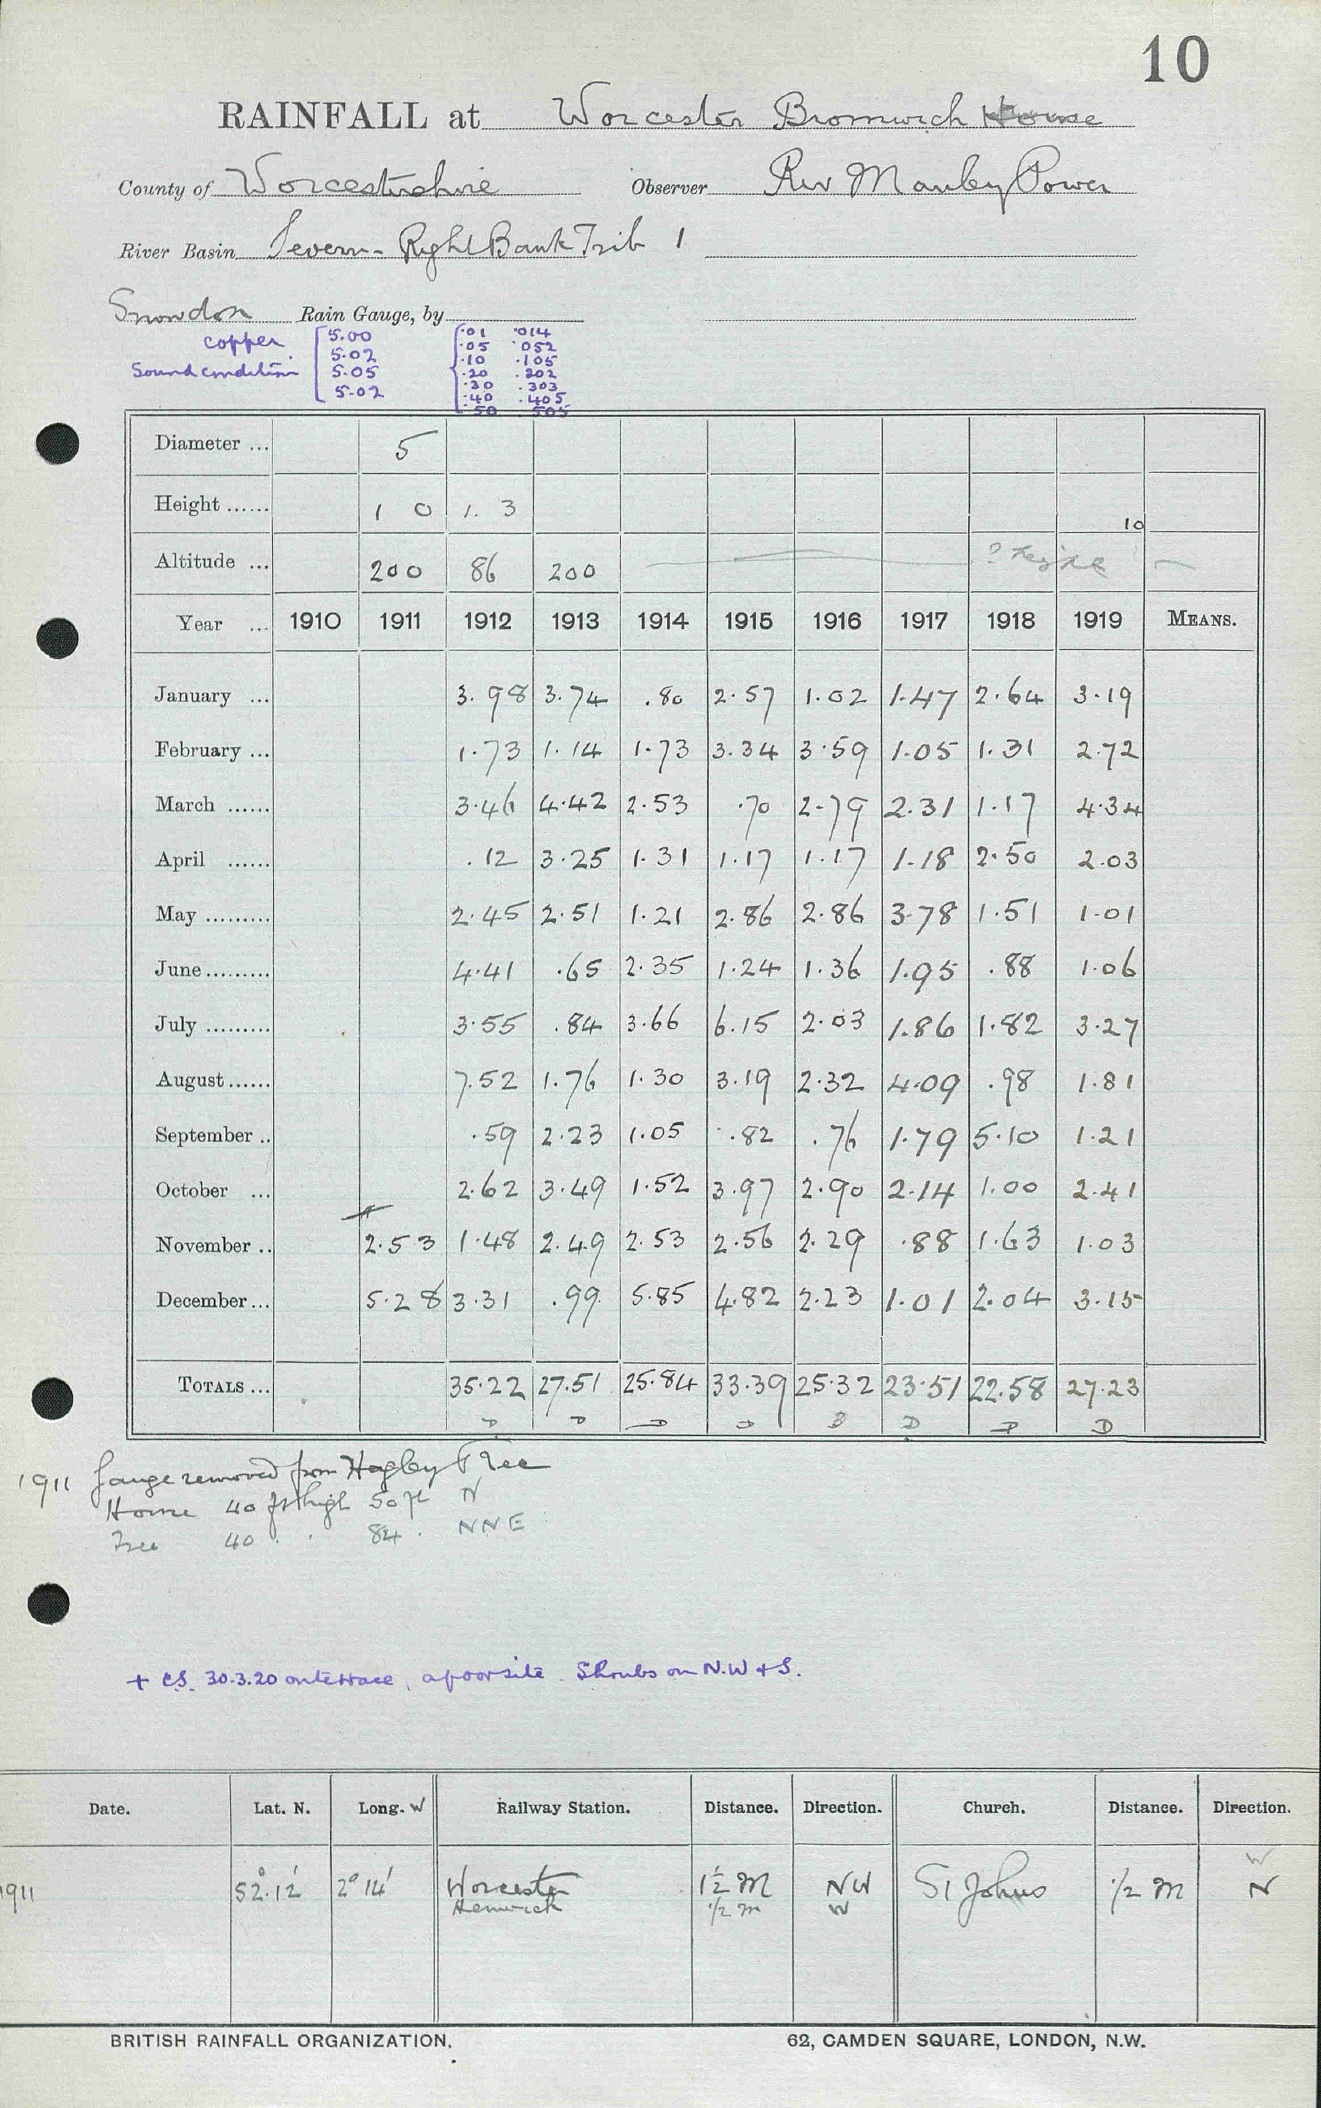 10
RAINFALL at Worcester Bromwich House
County of Worcestershire Observer Rev Manley Power
River Basin Severn - Right Bank Trib 1
Snowdon Rain Gauge, by
copper 5.00 .01 .014
5.02 .05 .052
Sound condition 5.05 .10 .105
5.02 .20 .202
.30 .303
.40 .405
.50 .505
Diameter ... 5
Height ...... 1 0 1. 3 10
Altitude ... 200 86 200 ? height
Year ... 1910 1911 1912 1913 1914 1915 1916 1917 1918 1919 MEANS.
January ... 3.98 3.74 .80 2.57 1.02 1.47 2.64 3.19
February ... 1.73 1.14 1.73 3.34 3.59 1.05 1.31 2.72
March ...... 3.46 4.42 2.53 .70 2.79 2.31 1.17 4.34
April ...... .12 3.25 1.31 1.17 1.17 1.18 2.50 2.03
May ......... 2.45 2.51 1.21 2.86 2.86 3.78 1.51 1.01
June ......... 4.41 .65 2.35 1.24 1.36 1.95 .88 1.06
July ......... 3.55 .84 3.66 6.15 2.03 1.86 1.82 3.27
August ...... 7.52 1.76 1.30 3.19 2.32 4.09 .98 1.81
September .. .59 2.23 1.05 .82 .76 1.79 5.10 1.21
October ... 2.62 3.49 1.52 3.97 2.90 2.14 1.00 2.41
November .. 2.53 1.48 2.49 2.53 2.56 2.29 .88 1.63 1.03
December ... 5.28 3.31 .99 5.85 4.82 2.23 1.01 2.04 3.15
TOTALS ... 35.22 27.51 25.84 33.39 25.32 23.51 22.58 27.23
D D D D D D D D
1911 Gauge removed from Hagley
House 40 ft high 50 ft N
Tree 40 " 84 " NNE
+ CS. 30.3.20 on terrace, a poor site. Shrubs on N.W + S.
Date. Lat. N. Long. W Railway Station. Distance. Direction. Church. Distance. Direction.
W
1911 52°.12' 2° 14' Worcester 1½ M NW St Johns 1/2 M N
Henwick 1/2 m W
BRITISH RAINFALL ORGANIZATION. 62, CAMDEN SQUARE, LONDON, N.W.